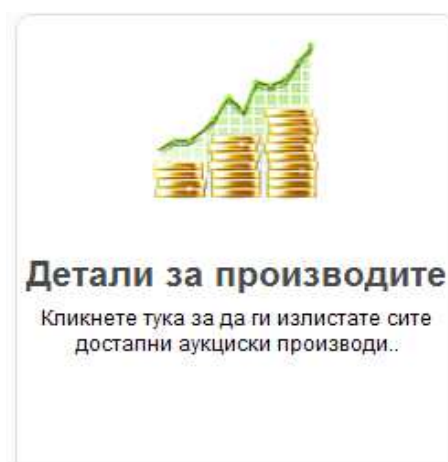 Детали за производите
Кликнете тука за да ги излистате сите
достапни аукциски производи..